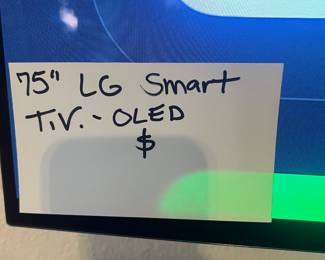 75" LG Smart
T.V. - OLED
$